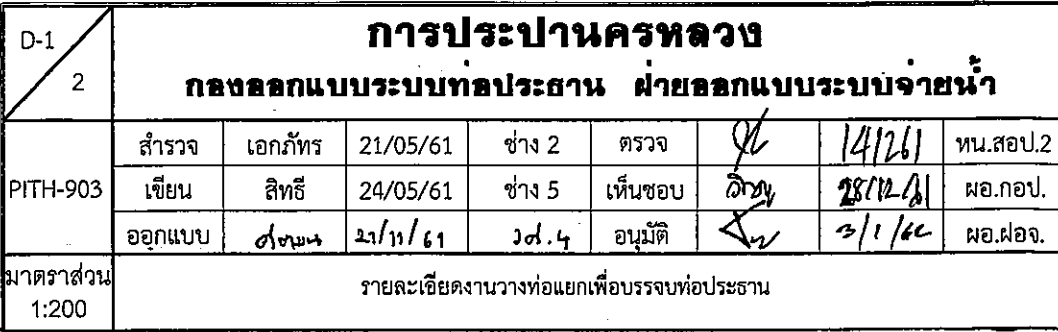 D-1
2
การประปานครหลวง
กองออกแบบระบบท่อประธาน ฝ่ายออกแบบระบบจ่ายน้ำ
สำรวจ เอกภัทร 21/05/61 ช่าง 2 ตรวจ 14/12/61 หน.สอป.2
PITH-903 เขียน สิทธี 24/05/61 ช่าง 5 เห็นชอบ 28/12/61 ผอ.กอป.
ออกแบบ 21/11/61 วศ.4 อนุมัติ 3/1/62 ผอ.ฝอจ.
มาตราส่วน
1:200
รายละเอียดงานวางท่อแยกเพื่อบรรจบท่อประธาน